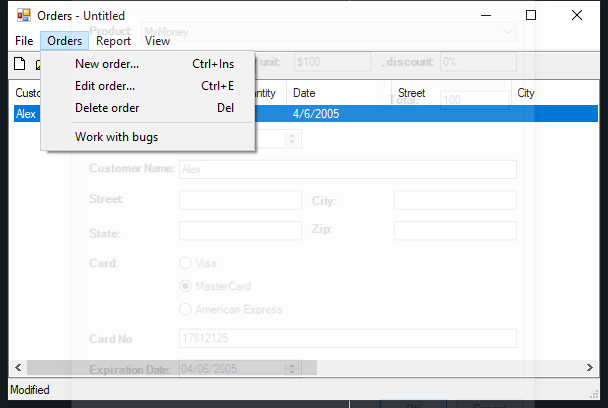 Orders - Untitled
Product: MyMoney
File Orders Report View
New order... Ctrl+Ins
unit: $100 , discount: 0%
Edit order... Ctrl+E
Custo ntity Date Street City
Delete order Del
Total: 100
Alex 4/6/2005
Work with bugs
Customer Name: Alex
Street: City:
State: Zip:
Card: Visa
MasterCard
American Express
Card No 17812125
Expiration Date: 04/06/2005
Modified